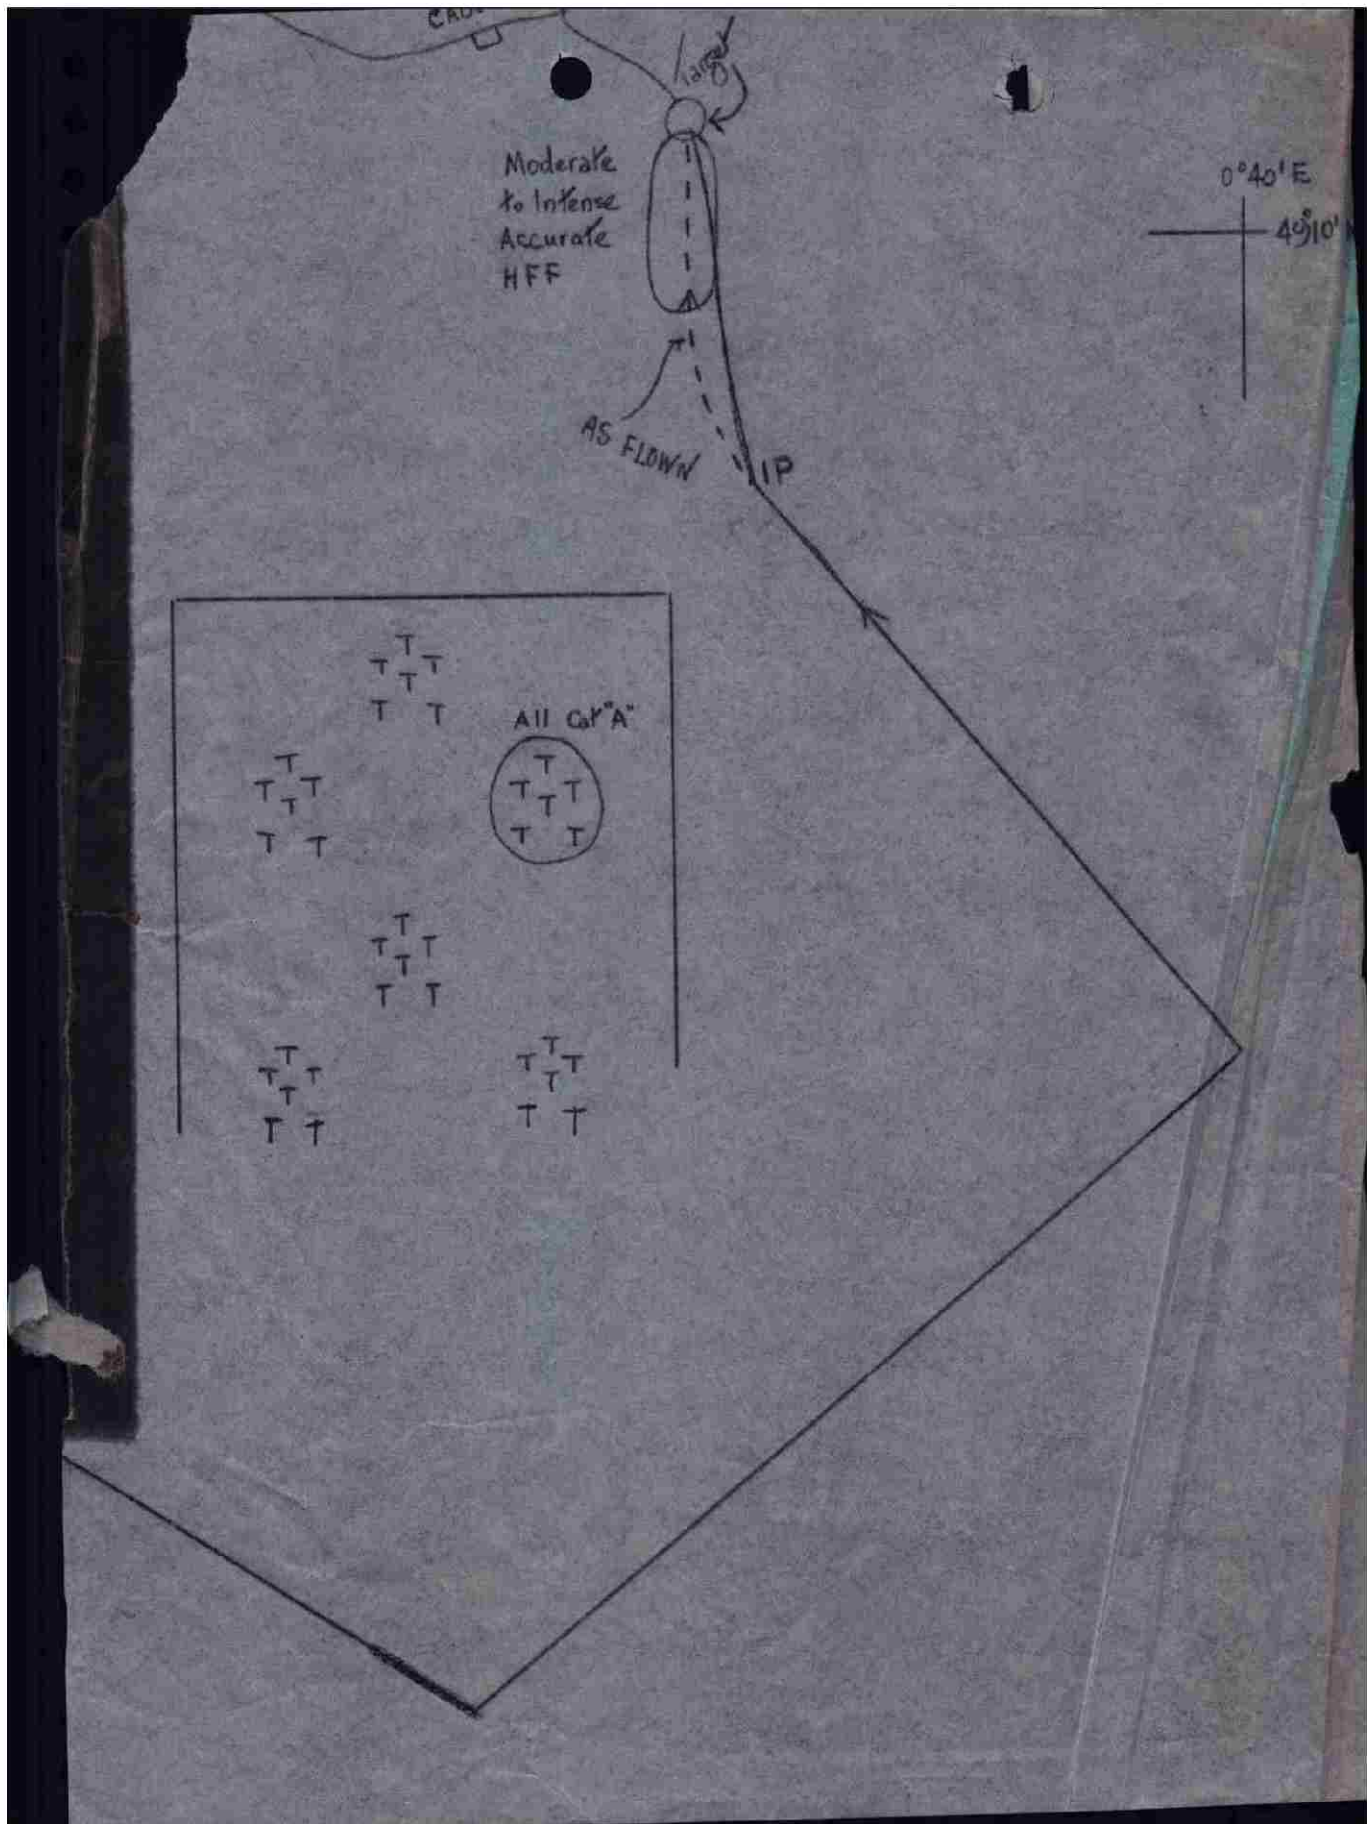 target
Moderate
to Intense
Accurate
HFF
0°40'E
49°10'
AS FLOWN
IP
All Cat "A"